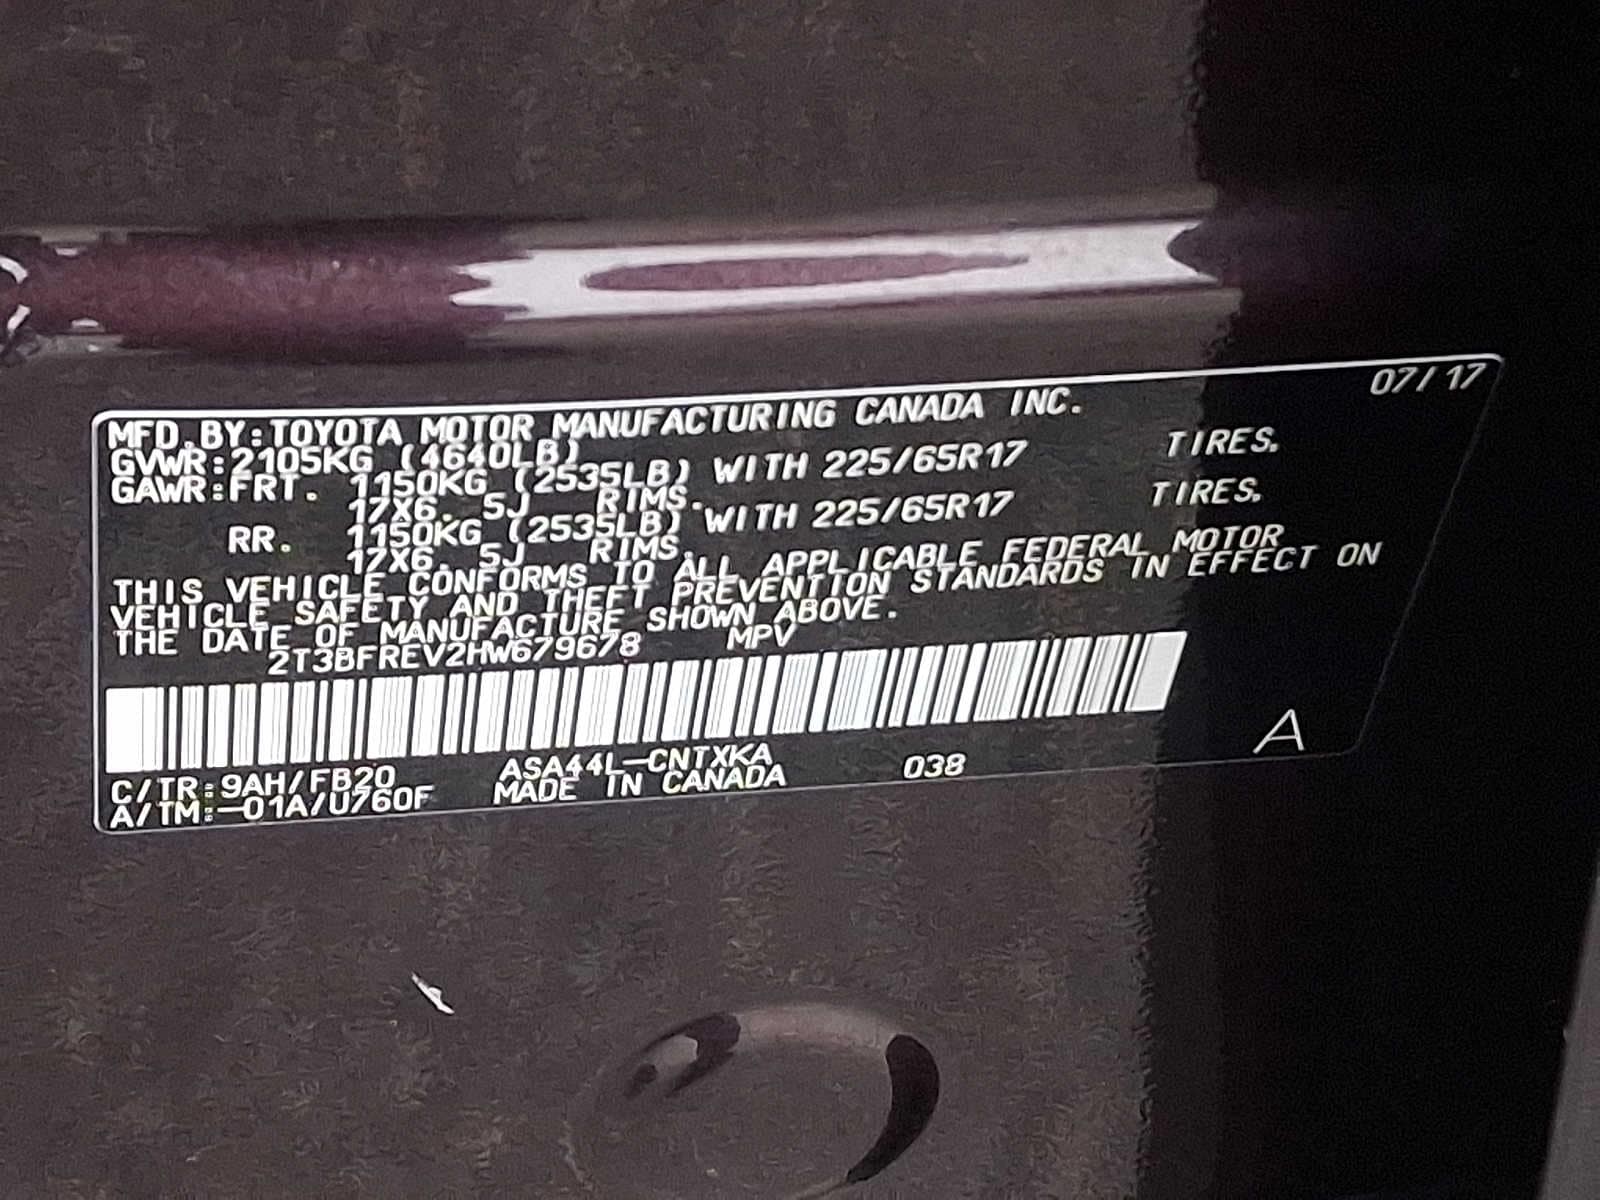 07/17
MFD.BY:TOYOTA MOTOR MANUFACTURING CANADA INC.
GVWR:2105KG (4640LB)
GAWR:FRT. 1150KG (2535LB) WITH 225/65R17 TIRES.
17X6.5J RIMS.
RR. 1150KG (2535LB) WITH 225/65R17 TIRES.
17X6.5J RIMS.
THIS VEHICLE CONFORMS TO ALL APPLICABLE FEDERAL MOTOR
VEHICLE SAFETY AND THEFT PREVENTION STANDARDS IN EFFECT ON
THE DATE OF MANUFACTURE SHOWN ABOVE.
2T3BFREV2HW679678 MPV
C/TR:9AH/FB20 ASA44L-CNTXKA 038 A
A/TM:-01A/U760F MADE IN CANADA